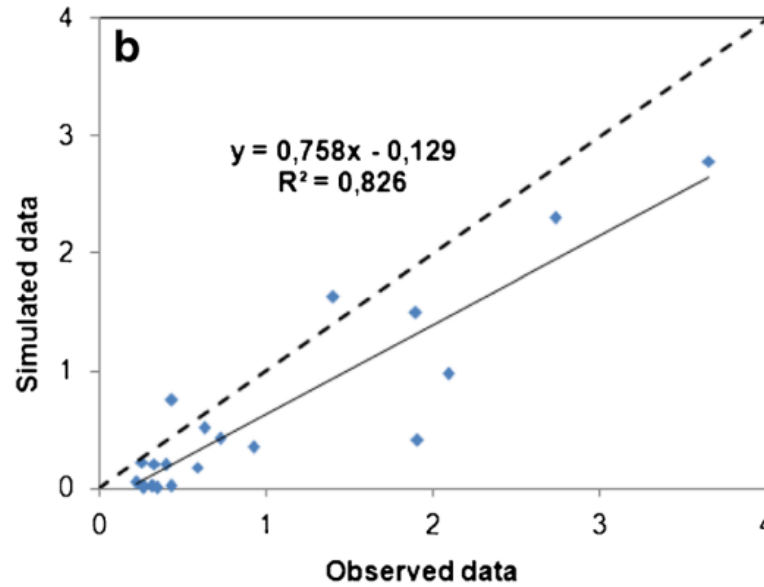 b
y = 0,758x - 0,129
R² = 0,826
Simulated data
4
3
2
1
0
0 1 2 3 4
Observed data